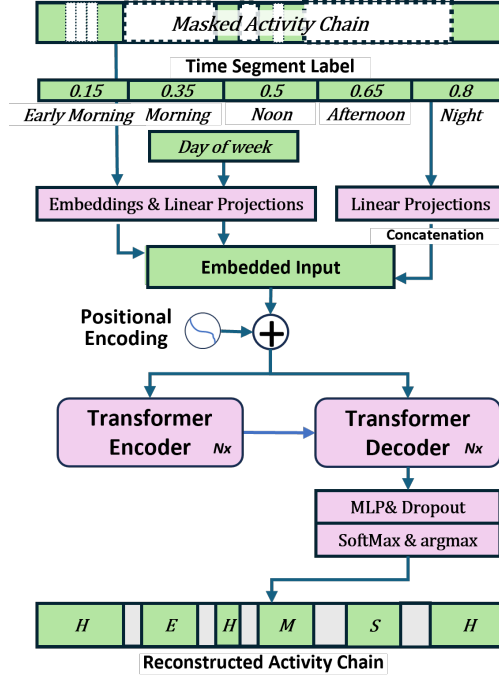 Masked Activity Chain
Time Segment Label
0.15 0.35 0.5 0.65 0.8
Early Morning Morning Noon Afternoon Night
Day of week
Embeddings & Linear Projections
Linear Projections
Concatenation
Embedded Input
Positional
Encoding
+
Transformer
Encoder Nx
Transformer
Decoder Nx
MLP& Dropout
SoftMax & argmax
H E H M S H
Reconstructed Activity Chain